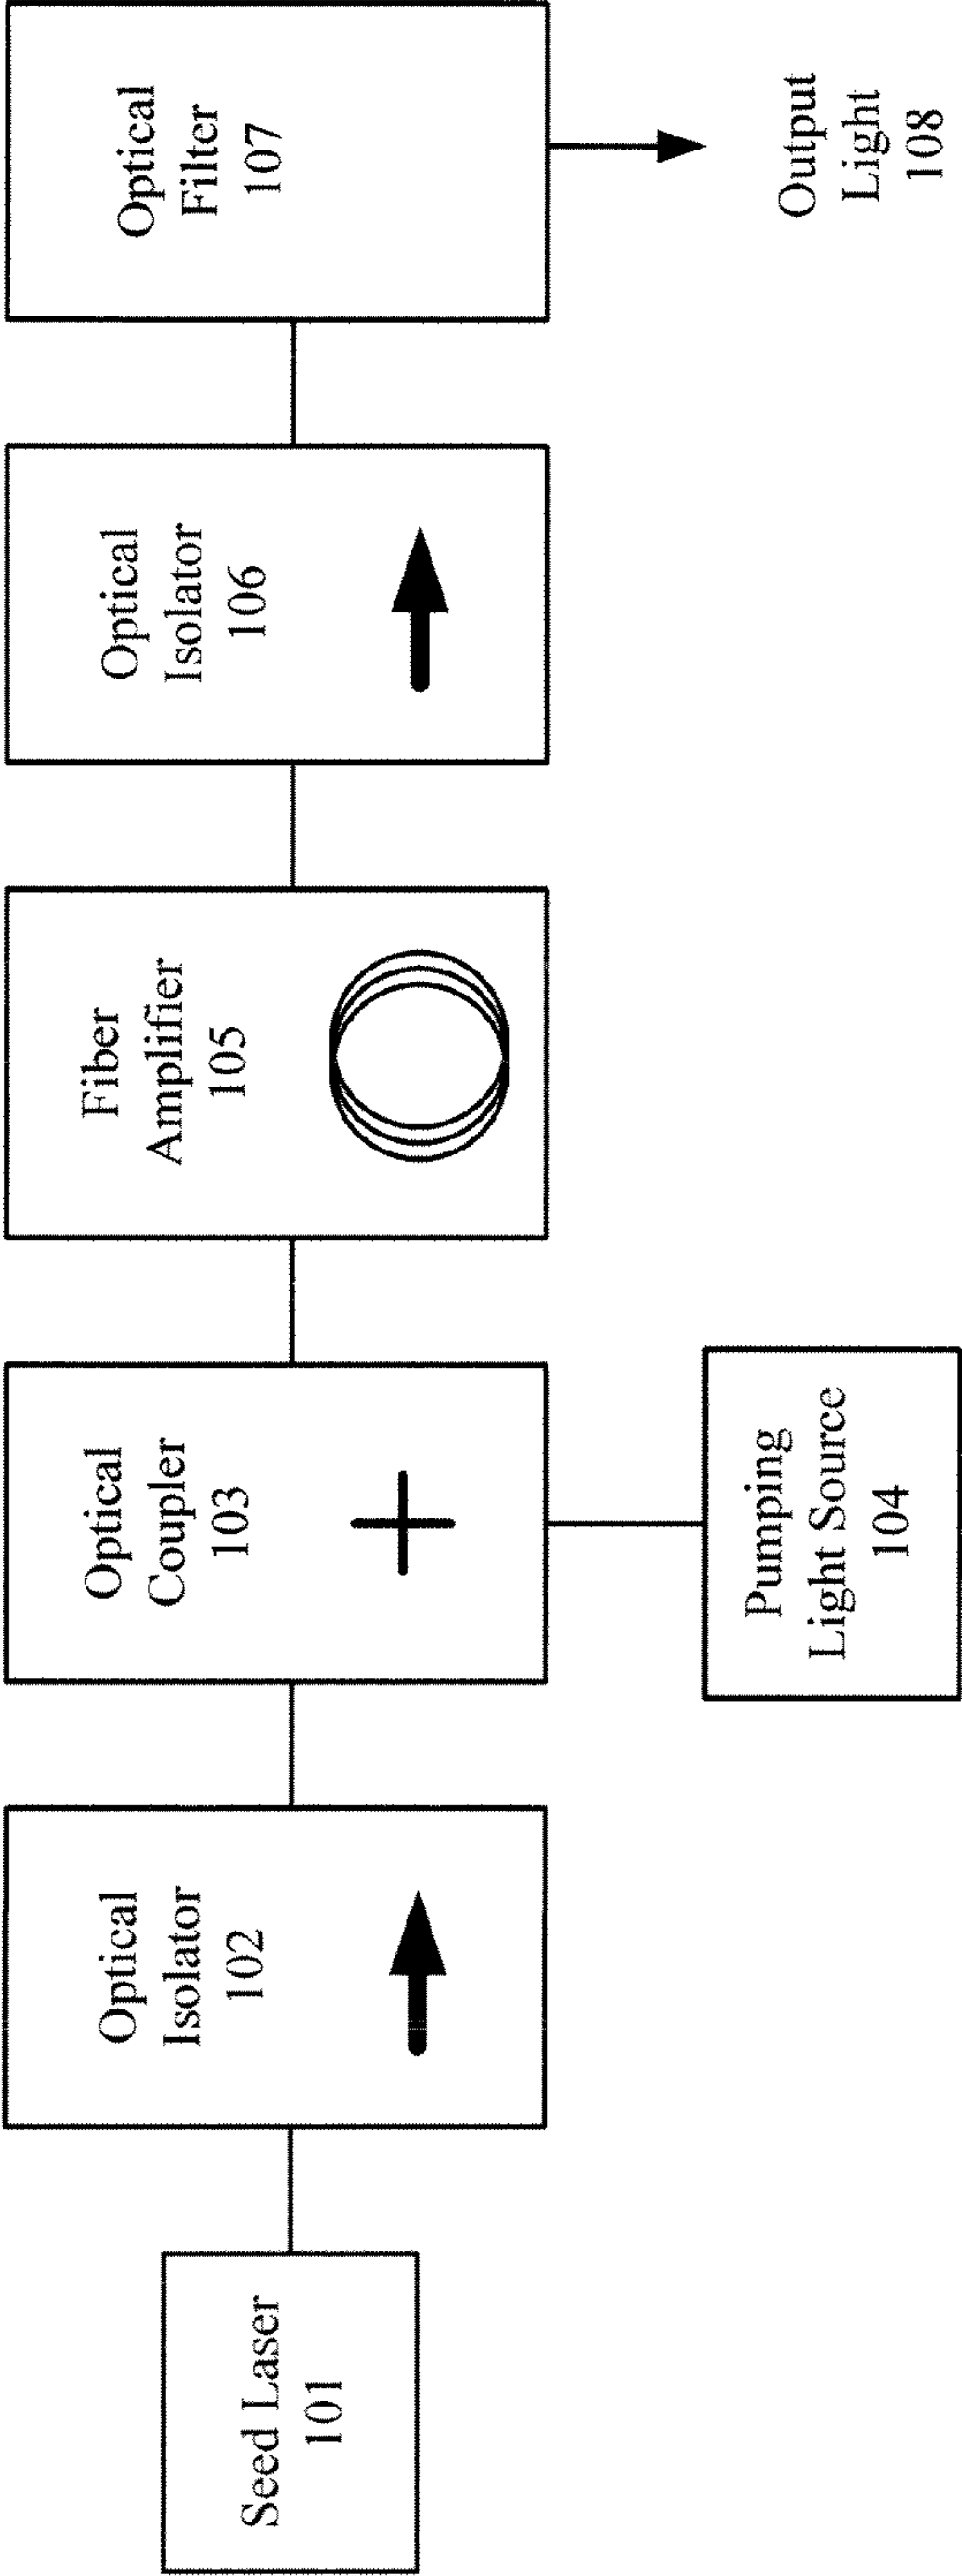 Seed Laser
101
Optical
Isolator
102
Optical
Coupler
103
Pumping
Light Source
104
Fiber
Amplifier
105
Optical
Isolator
106
Optical
Filter
107
Output
Light
108